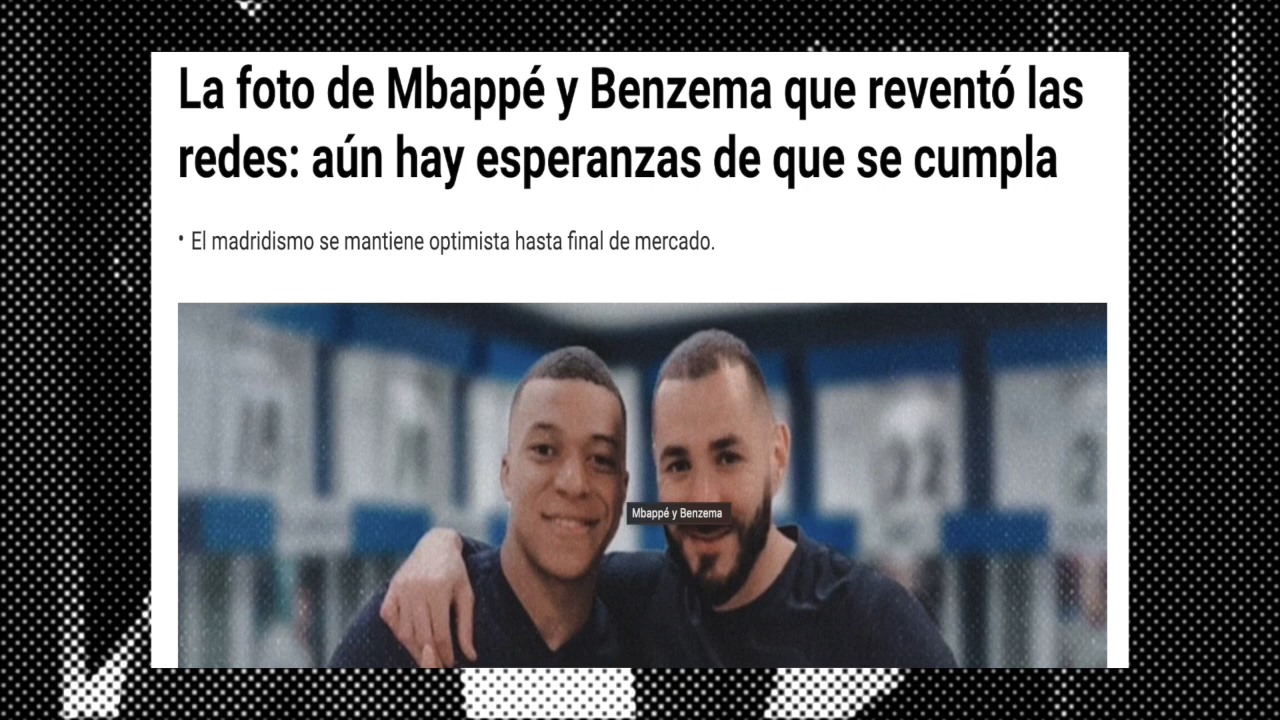 La foto de Mbappé y Benzema que reventó las
redes: aún hay esperanzas de que se cumpla
• El madridismo se mantiene optimista hasta final de mercado.
22
Mbappé y Benzema